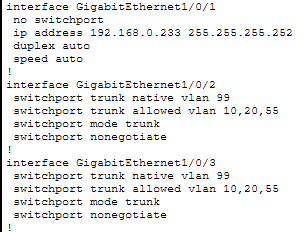 interface GigabitEthernet1/0/1
 no switchport
 ip address 192.168.0.233 255.255.255.252
 duplex auto
 speed auto
!
interface GigabitEthernet1/0/2
 switchport trunk native vlan 99
 switchport trunk allowed vlan 10,20,55
 switchport mode trunk
 switchport nonegotiate
!
interface GigabitEthernet1/0/3
 switchport trunk native vlan 99
 switchport trunk allowed vlan 10,20,55
 switchport mode trunk
 switchport nonegotiate
!